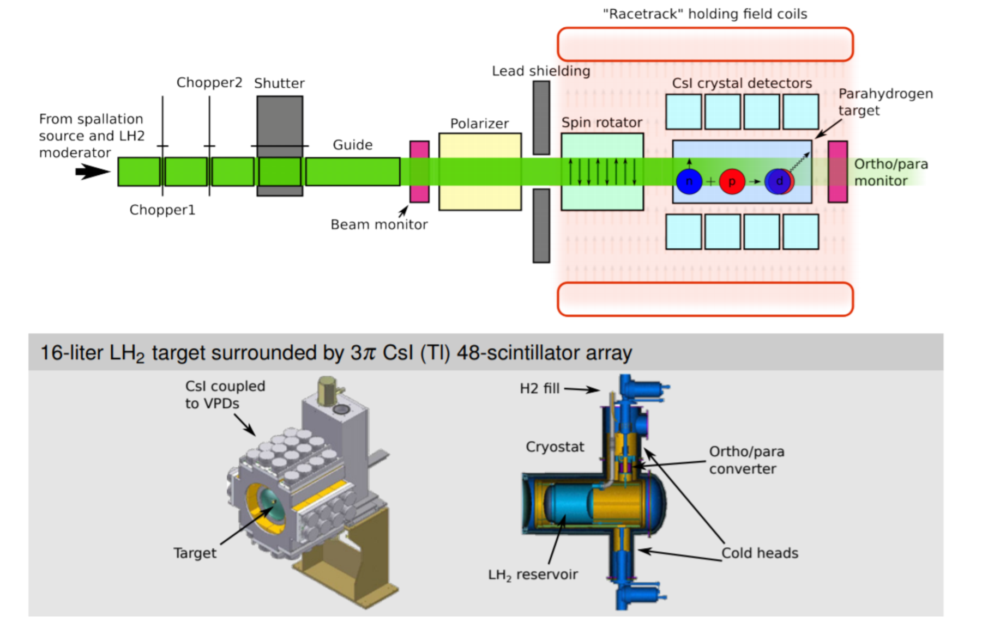 "Racetrack" holding field coils
Lead shielding
Chopper2
Shutter
CsI crystal detectors
Parahydrogen
target
From spallation
source and LH2
moderator
Polarizer
Spin rotator
Guide
n + p → d
Ortho/para
monitor
Chopper1
Beam monitor
16-liter LH₂ target surrounded by 3π CsI (Tl) 48-scintillator array
CsI coupled
to VPDs
H2 fill
Cryostat
Ortho/para
converter
Target
Cold heads
LH₂ reservoir